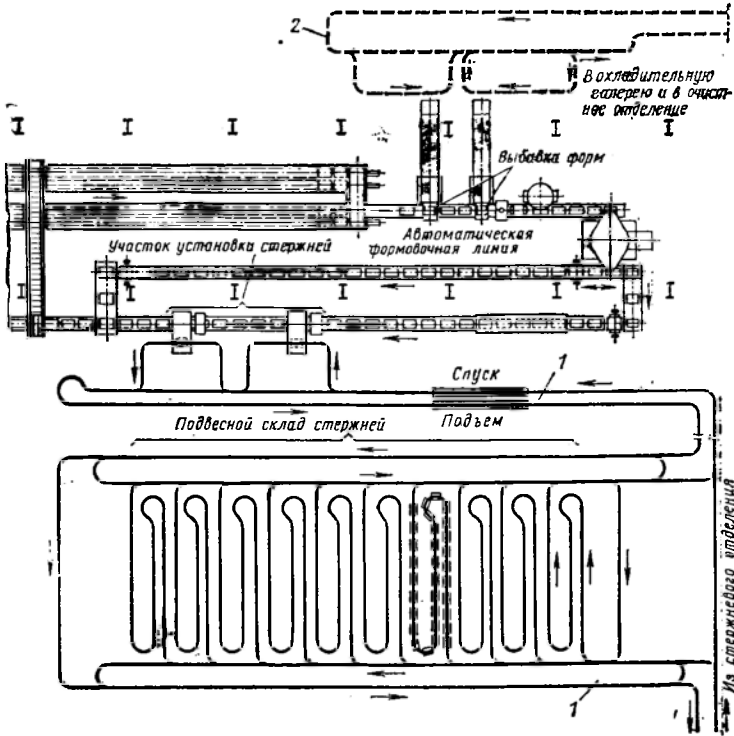 2
В охладительную
галерею и в очист-
ное отделение
Выбивка форм
Автоматическая
формовочная линия
Участок установки стержней
Спуск
1
Подвесной склад стержней
Подъем
Из стержневого отделения
1